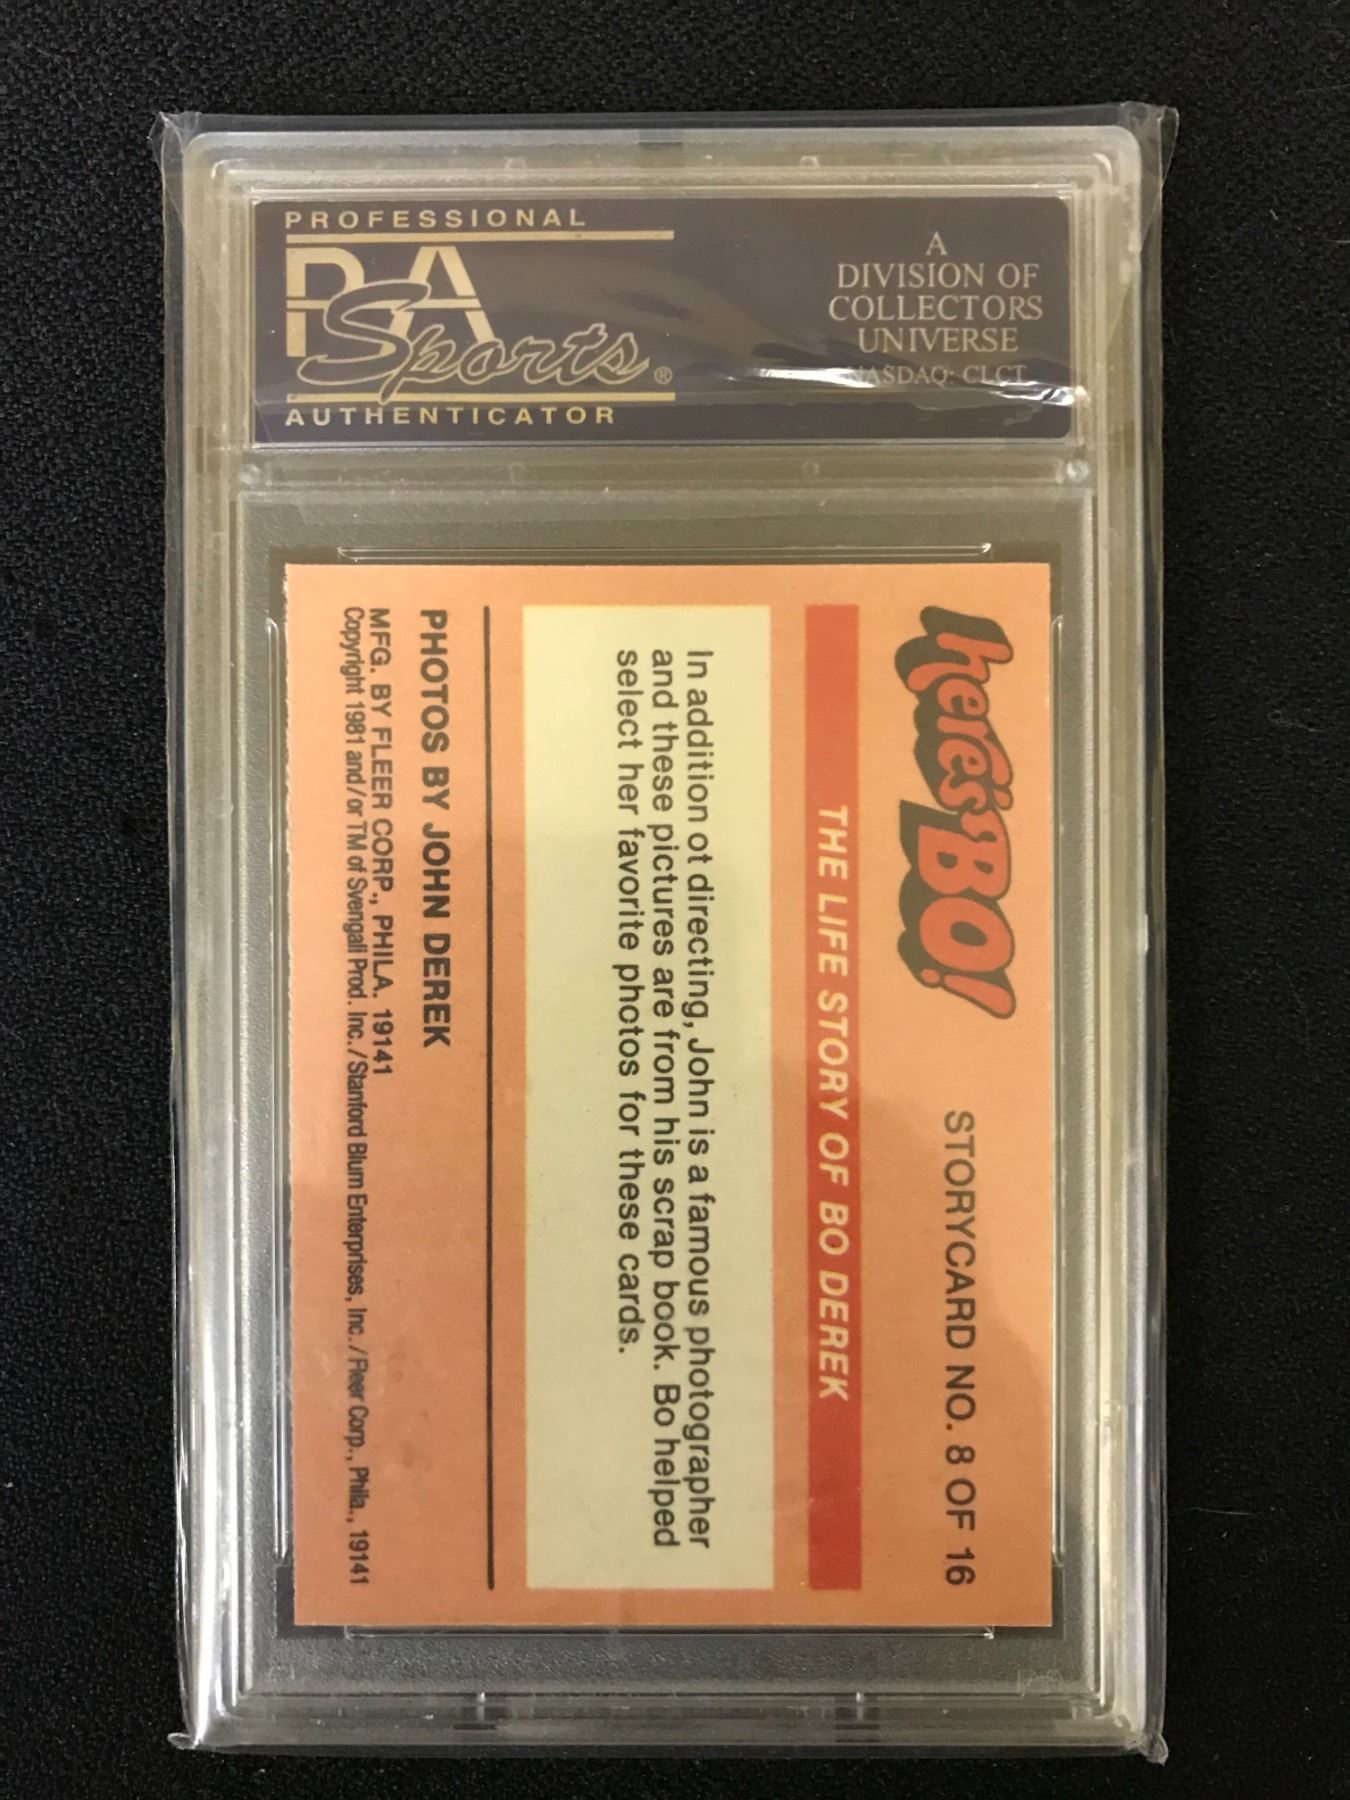 PROFESSIONAL
PSA
Sports®
AUTHENTICATOR
A
DIVISION OF
COLLECTORS
UNIVERSE
NASDAQ: CLCT
here's BO!
STORYCARD NO. 8 OF 16
THE LIFE STORY OF BO DEREK
In addition ot directing, John is a famous photographer
and these pictures are from his scrap book. Bo helped
select her favorite photos for these cards.
PHOTOS BY JOHN DEREK
MFG. BY FLEER CORP., PHILA. 19141
Copyright 1981 and/or TM of Svengali Prod. Inc./Stanford Blum Enterprises, Inc./Fleer Corp., Phila., 19141